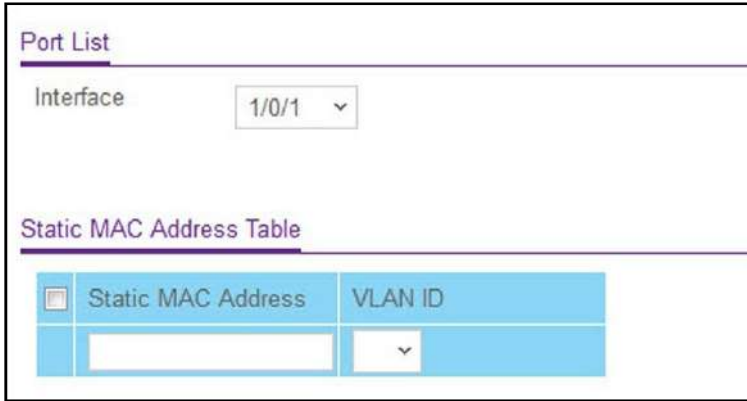 Port List
Interface 1/0/1
Static MAC Address Table
Static MAC Address VLAN ID